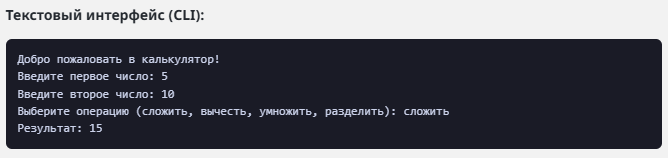 Текстовый интерфейс (CLI):
Добро пожаловать в калькулятор!
Введите первое число: 5
Введите второе число: 10
Выберите операцию (сложить, вычесть, умножить, разделить): сложить
Результат: 15